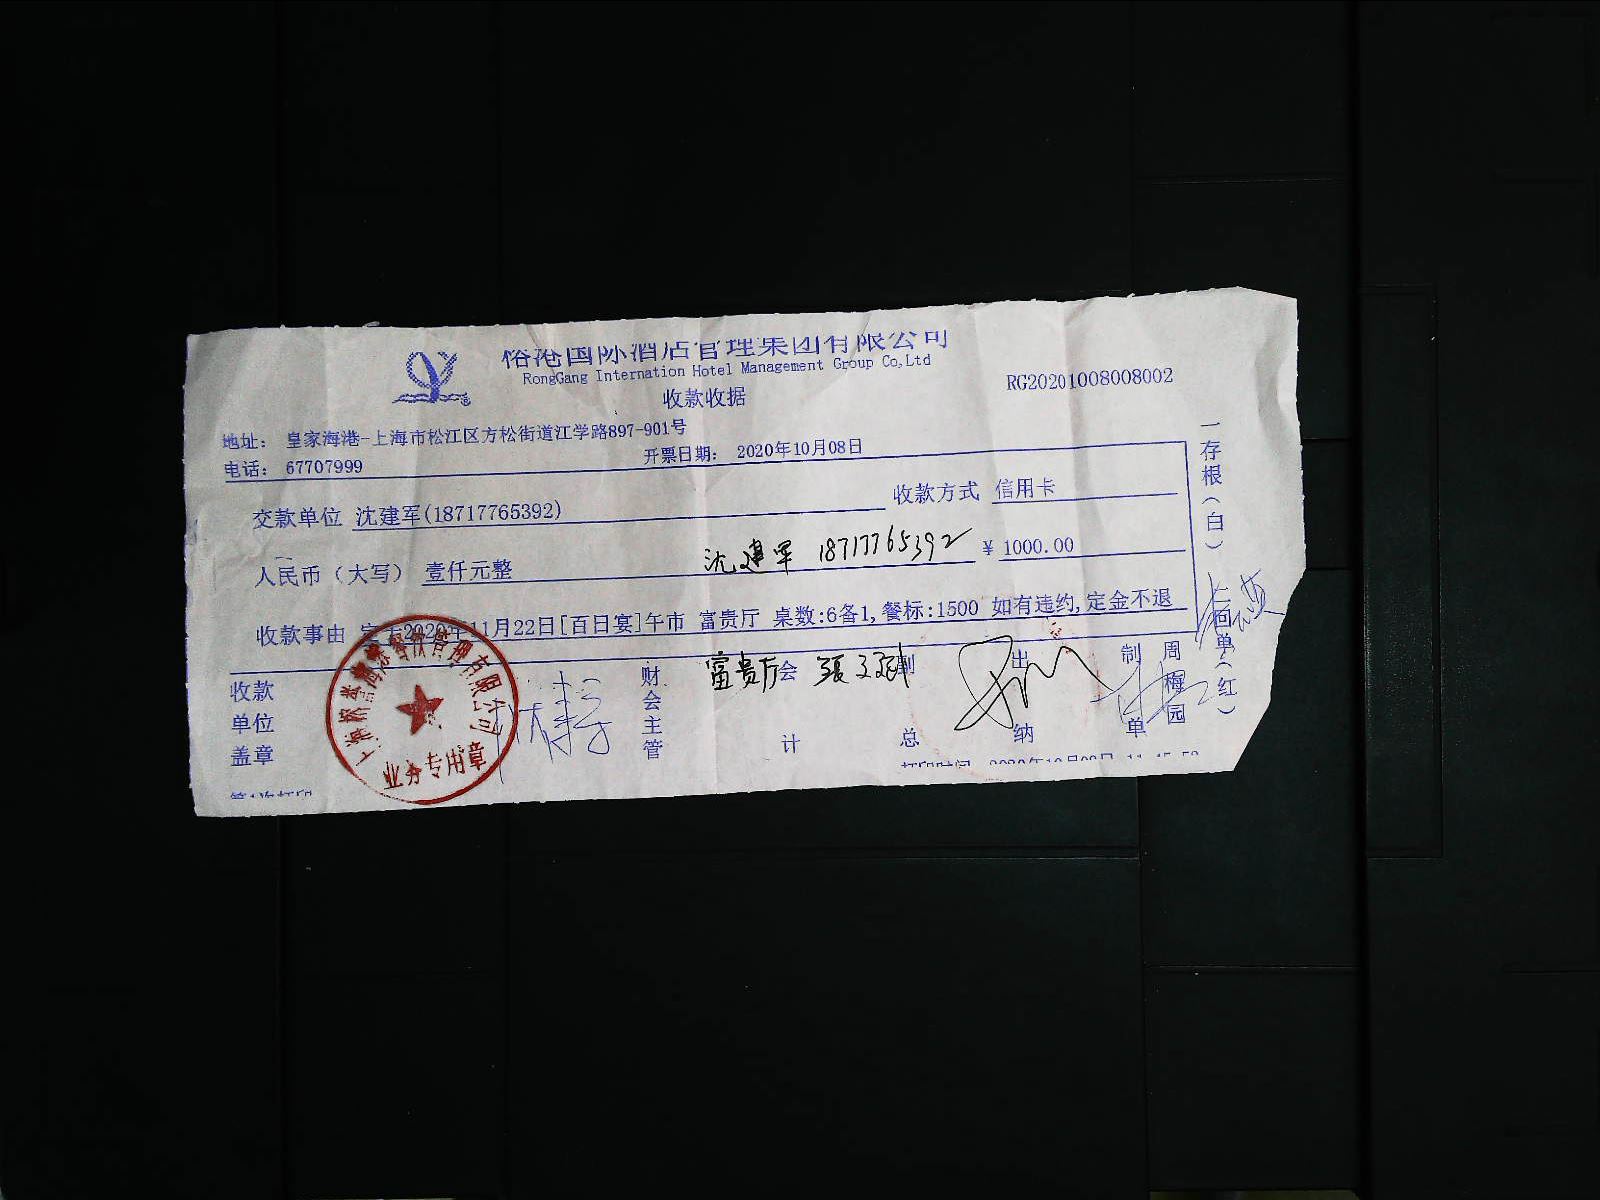 国际酒店管理集团有限公司
RongGang Internation Hotel Management Group Co,Ltd
收款收据
RG20201008008002
地址: 皇家海港-上海市松江区方松街道江学路897-901号
电话: 67707999
开票日期: 2020年10月08日
交款单位 沈建军(18717765392)
收款方式 信用卡
人民币（大写） 壹仟元整
沈建军 18717765392
¥ 1000.00
收款事由 2020年11月22日[百日宴]午市 富贵厅 桌数:6备1,餐标:1500 如有违约,定金不退
收款单位盖章
业务专用章
财会主管
富贵厅
会计
副总
出纳
制单
周梅园
一存根(白)
二回单(红)